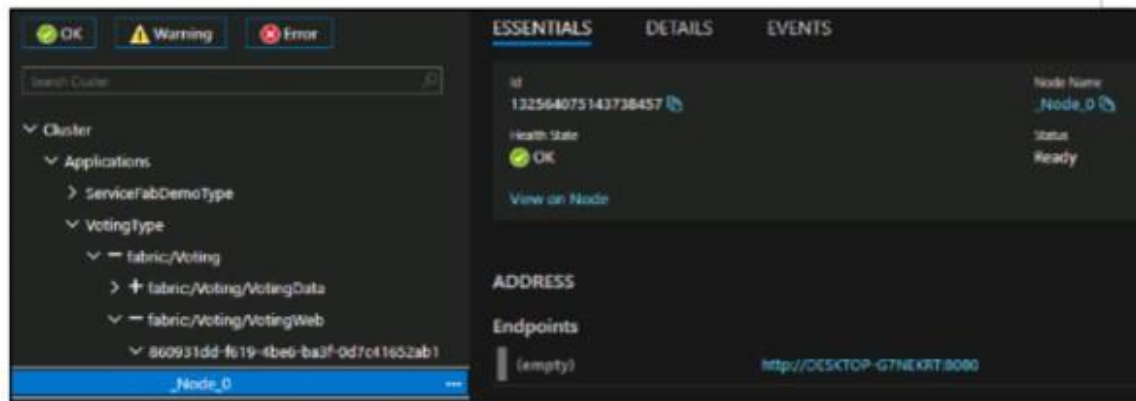 OK Warning Error
Search Cluster
Cluster
Applications
ServiceFabDemoType
VotingType
fabric:/Voting
fabric:/Voting/VotingData
fabric:/Voting/VotingWeb
860931dd-f619-4be6-ba3f-0d7c41652ab1
_Node_0
ESSENTIALS DETAILS EVENTS
Id Node Name
132564075143738457 _Node_0
Health State Status
OK Ready
View on Node
ADDRESS
Endpoints
(empty) http://DESKTOP-G7NEKRT:8080